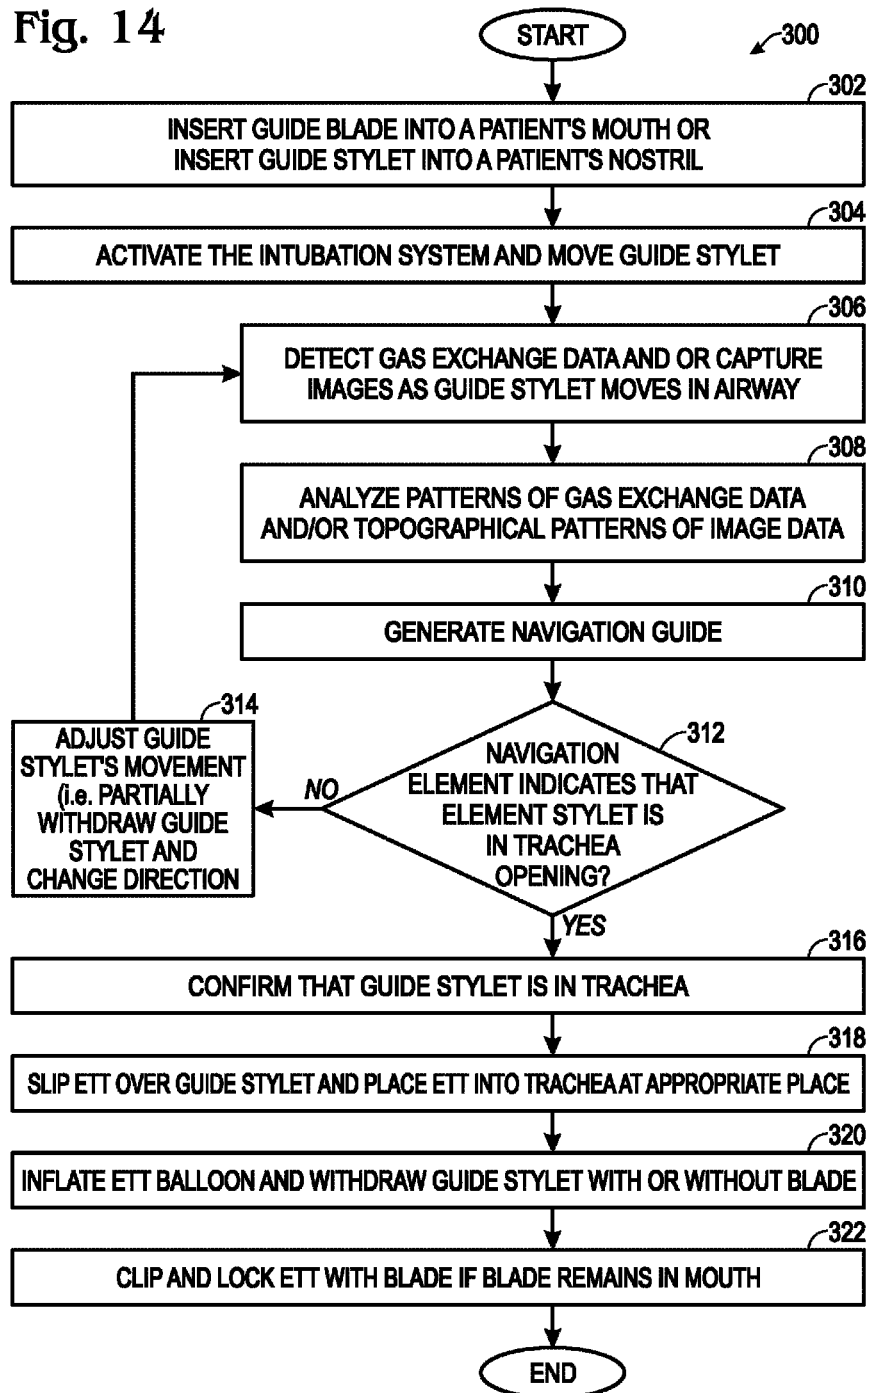 Fig. 14
START
300
302
INSERT GUIDE BLADE INTO A PATIENT'S MOUTH OR
INSERT GUIDE STYLET INTO A PATIENT'S NOSTRIL
304
ACTIVATE THE INTUBATION SYSTEM AND MOVE GUIDE STYLET
306
DETECT GAS EXCHANGE DATA AND OR CAPTURE
IMAGES AS GUIDE STYLET MOVES IN AIRWAY
308
ANALYZE PATTERNS OF GAS EXCHANGE DATA
AND/OR TOPOGRAPHICAL PATTERNS OF IMAGE DATA
310
GENERATE NAVIGATION GUIDE
312
NAVIGATION
ELEMENT INDICATES THAT
ELEMENT STYLET IS
IN TRACHEA
OPENING?
NO
314
ADJUST GUIDE
STYLET'S MOVEMENT
(i.e. PARTIALLY
WITHDRAW GUIDE
STYLET AND
CHANGE DIRECTION
YES
316
CONFIRM THAT GUIDE STYLET IS IN TRACHEA
318
SLIP ETT OVER GUIDE STYLET AND PLACE ETT INTO TRACHEA AT APPROPRIATE PLACE
320
INFLATE ETT BALLOON AND WITHDRAW GUIDE STYLET WITH OR WITHOUT BLADE
322
CLIP AND LOCK ETT WITH BLADE IF BLADE REMAINS IN MOUTH
END